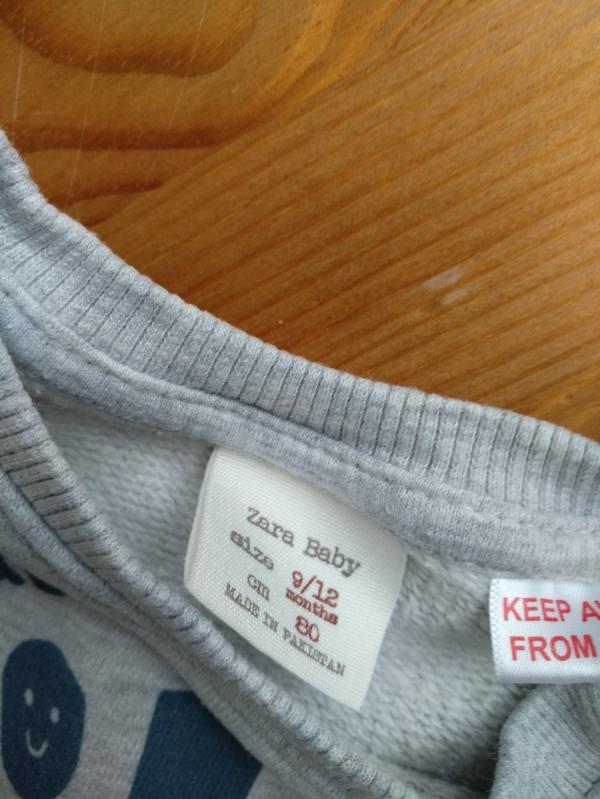 Zara Baby
size 9/12
months
cm 80
MADE IN PAKISTAN
KEEP
FROM